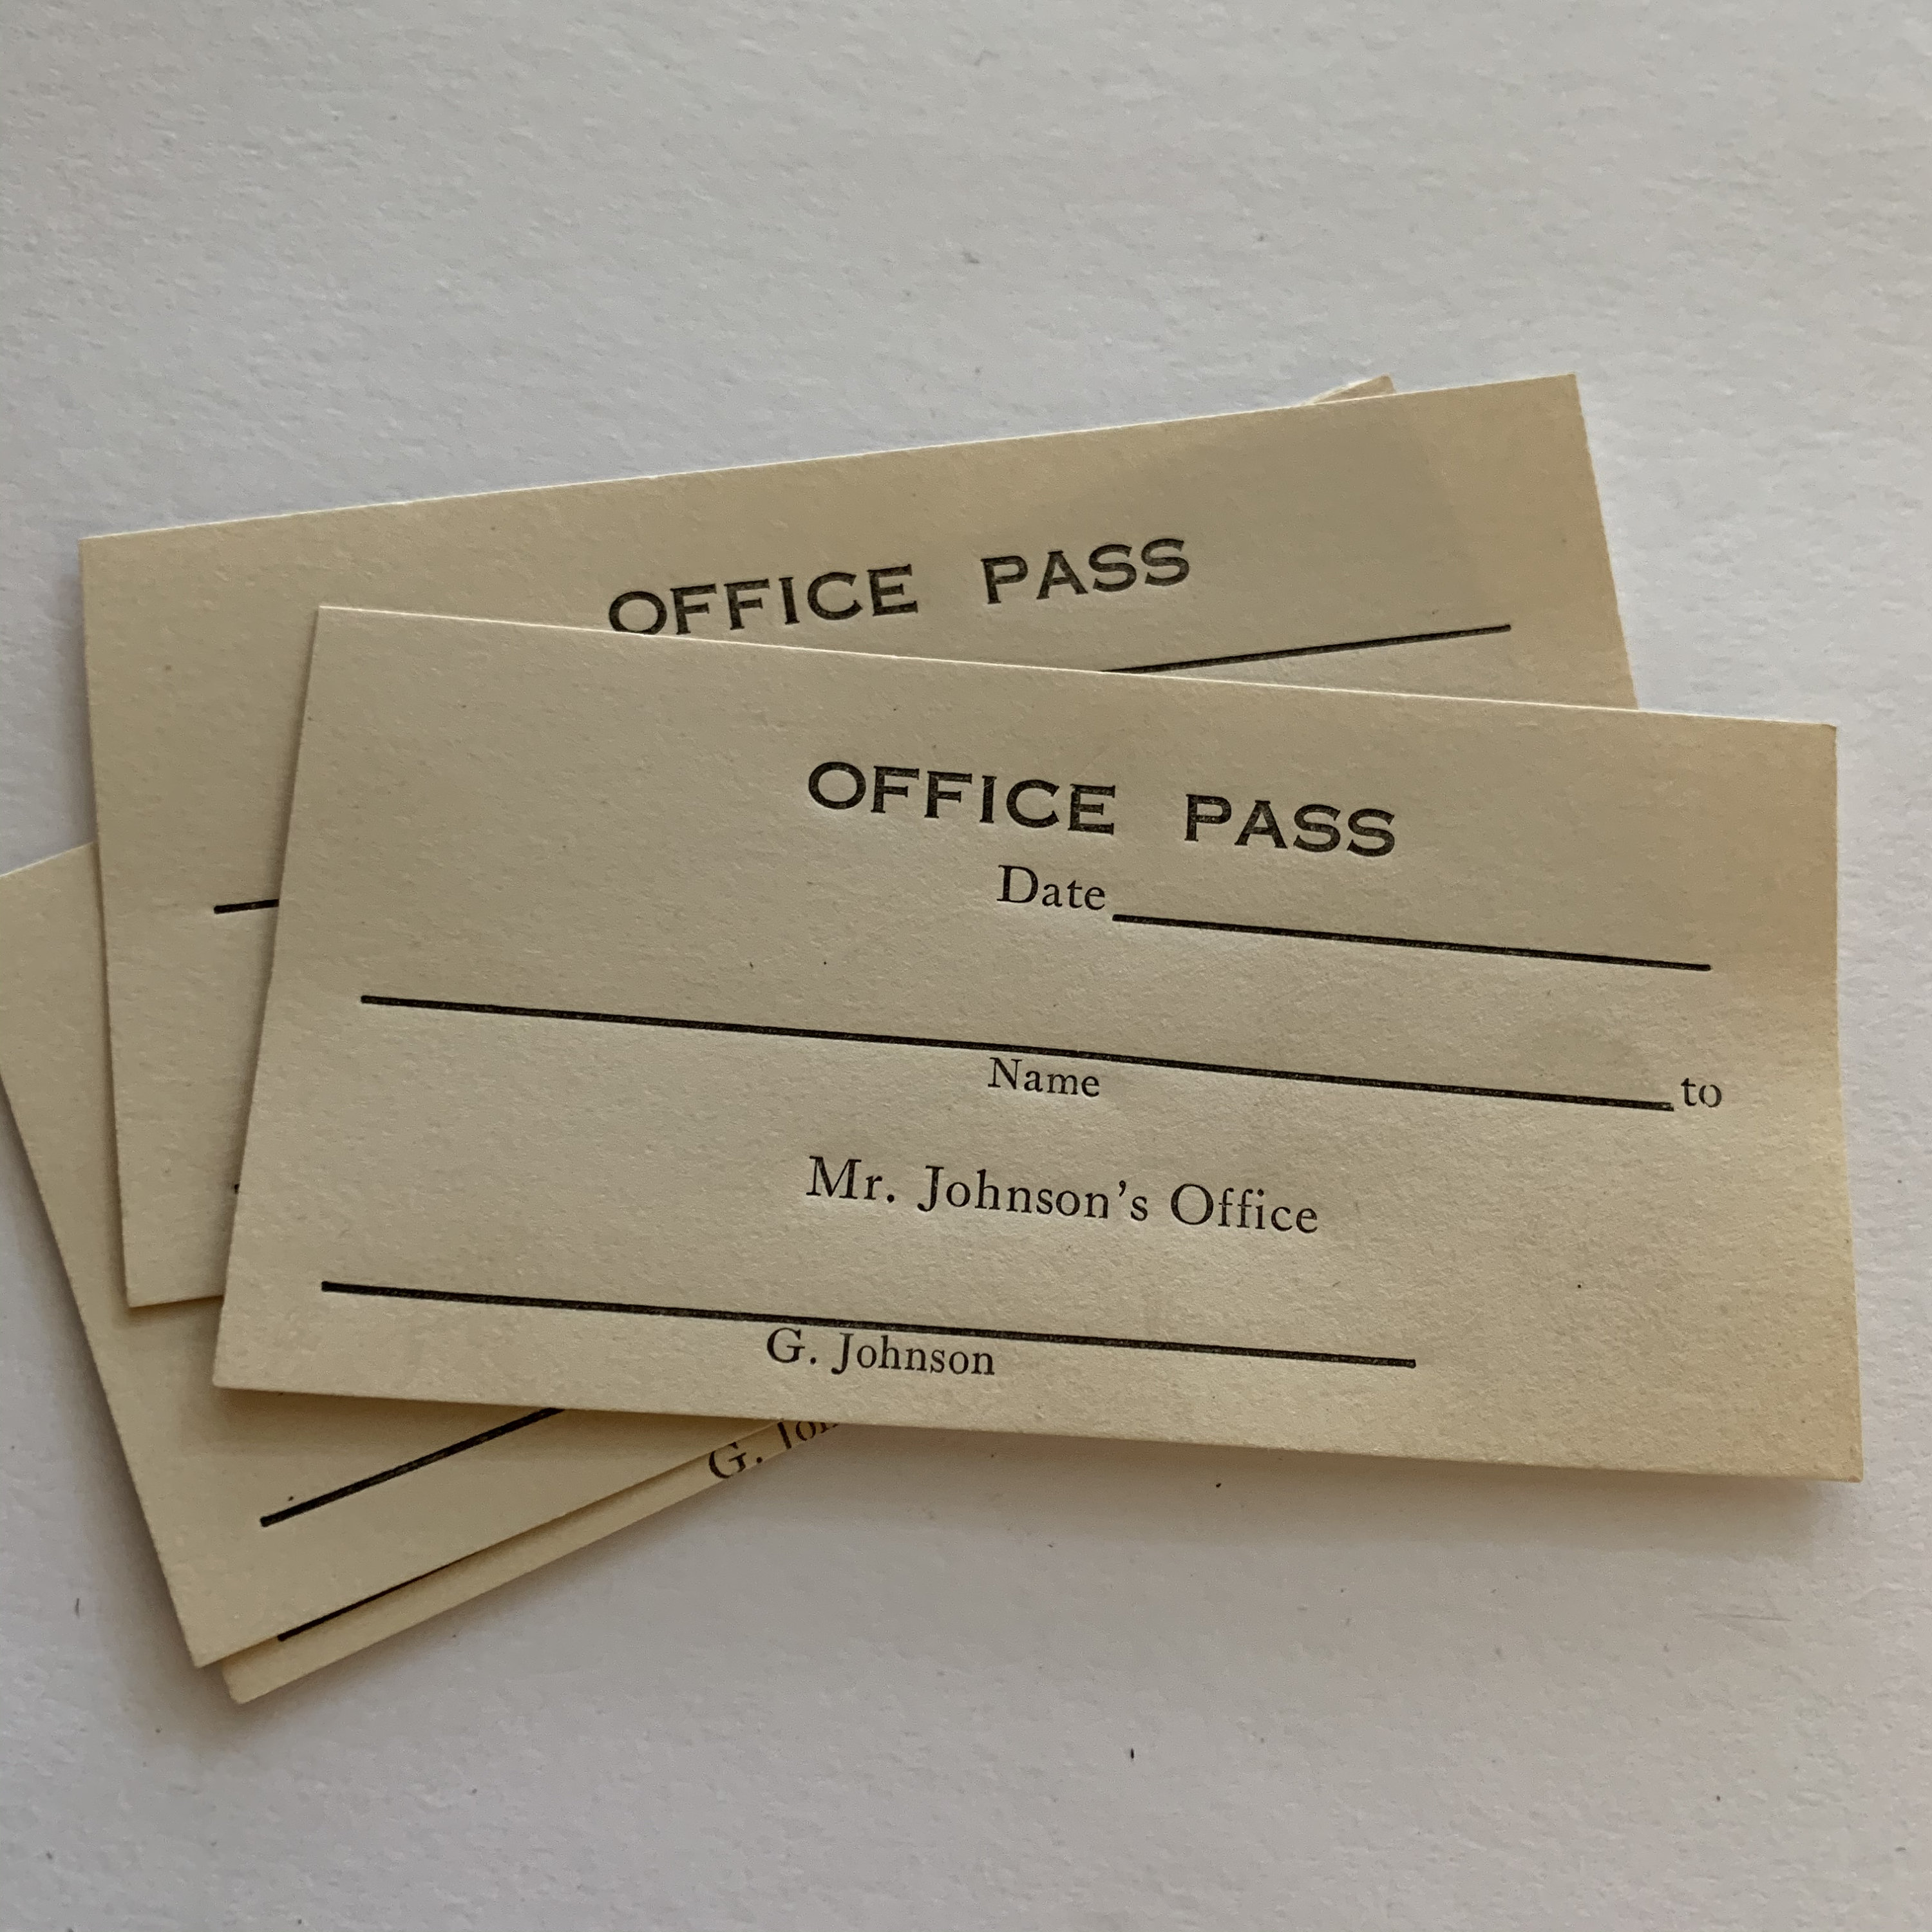 OFFICE PASS
OFFICE PASS
Date
Name to
Mr. Johnson's Office
G. Johnson
G.